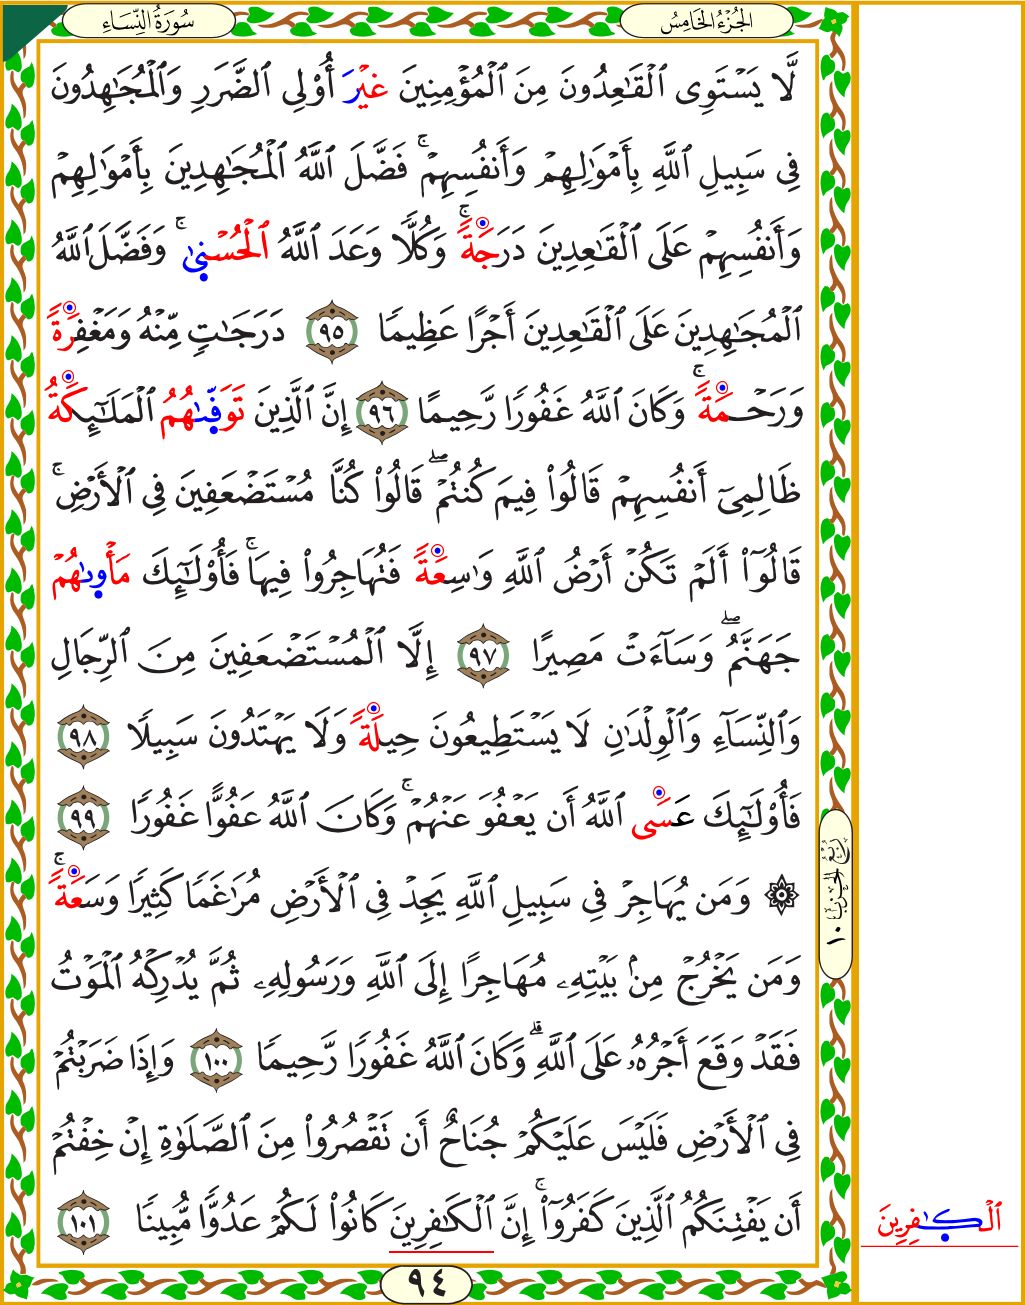 الجُزْءُ الخَامِسُ
سُورَةُ النِّسَاءِ
لَّا يَسْتَوِى ٱلْقَـٰعِدُونَ مِنَ ٱلْمُؤْمِنِينَ غَيْرَ أُو۟لِى ٱلضَّرَرِ وَٱلْمُجَـٰهِدُونَ
فِى سَبِيلِ ٱللَّهِ بِأَمْوَٰلِهِمْ وَأَنفُسِهِمْ ۚ فَضَّلَ ٱللَّهُ ٱلْمُجَـٰهِدِينَ بِأَمْوَٰلِهِمْ
وَأَنفُسِهِمْ عَلَى ٱلْقَـٰعِدِينَ دَرَجَةً ۚ وَكُلًّا وَعَدَ ٱللَّهُ ٱلْحُسْنَىٰ ۚ وَفَضَّلَ ٱللَّهُ
ٱلْمُجَـٰهِدِينَ عَلَى ٱلْقَـٰعِدِينَ أَجْرًا عَظِيمًا ٩٥ دَرَجَـٰتٍ مِّنْهُ وَمَغْفِرَةً
وَرَحْمَةً ۚ وَكَانَ ٱللَّهُ غَفُورًا رَّحِيمًا ٩٦ إِنَّ ٱلَّذِينَ تَوَفَّىٰهُمُ ٱلْمَلَـٰٓئِكَةُ
ظَالِمِىٓ أَنفُسِهِمْ قَالُوا۟ فِيمَ كُنتُمْ ۖ قَالُوا۟ كُنَّا مُسْتَضْعَفِينَ فِى ٱلْأَرْضِ ۚ
قَالُوٓا۟ أَلَمْ تَكُنْ أَرْضُ ٱللَّهِ وَٰسِعَةً فَتُهَاجِرُوا۟ فِيهَا ۚ فَأُو۟لَـٰٓئِكَ مَأْوَىٰهُمْ
جَهَنَّمُ ۖ وَسَآءَتْ مَصِيرًا ٩٧ إِلَّا ٱلْمُسْتَضْعَفِينَ مِنَ ٱلرِّجَالِ
وَٱلنِّسَآءِ وَٱلْوِلْدَٰنِ لَا يَسْتَطِيعُونَ حِيلَةً وَلَا يَهْتَدُونَ سَبِيلًا ٩٨
فَأُو۟لَـٰٓئِكَ عَسَى ٱللَّهُ أَن يَعْفُوَ عَنْهُمْ ۚ وَكَانَ ٱللَّهُ عَفُوًّا غَفُورًا ٩٩
۞ وَمَن يُهَاجِرْ فِى سَبِيلِ ٱللَّهِ يَجِدْ فِى ٱلْأَرْضِ مُرَٰغَمًا كَثِيرًا وَسَعَةً ۚ
وَمَن يَخْرُجْ مِنۢ بَيْتِهِۦ مُهَاجِرًا إِلَى ٱللَّهِ وَرَسُولِهِۦ ثُمَّ يُدْرِكْهُ ٱلْمَوْتُ
فَقَدْ وَقَعَ أَجْرُهُۥ عَلَى ٱللَّهِ ۗ وَكَانَ ٱللَّهُ غَفُورًا رَّحِيمًا ١٠٠ وَإِذَا ضَرَبْتُمْ
فِى ٱلْأَرْضِ فَلَيْسَ عَلَيْكُمْ جُنَاحٌ أَن تَقْصُرُوا۟ مِنَ ٱلصَّلَوٰةِ إِنْ خِفْتُمْ
أَن يَفْتِنَكُمُ ٱلَّذِينَ كَفَرُوٓا۟ ۚ إِنَّ ٱلْكَـٰفِرِينَ كَانُوا۟ لَكُمْ عَدُوًّا مُّبِينًا ١٠١
رُبْعُ الحِزْبِ ١٠
ٱلْكَـٰفِرِينَ
٩٤